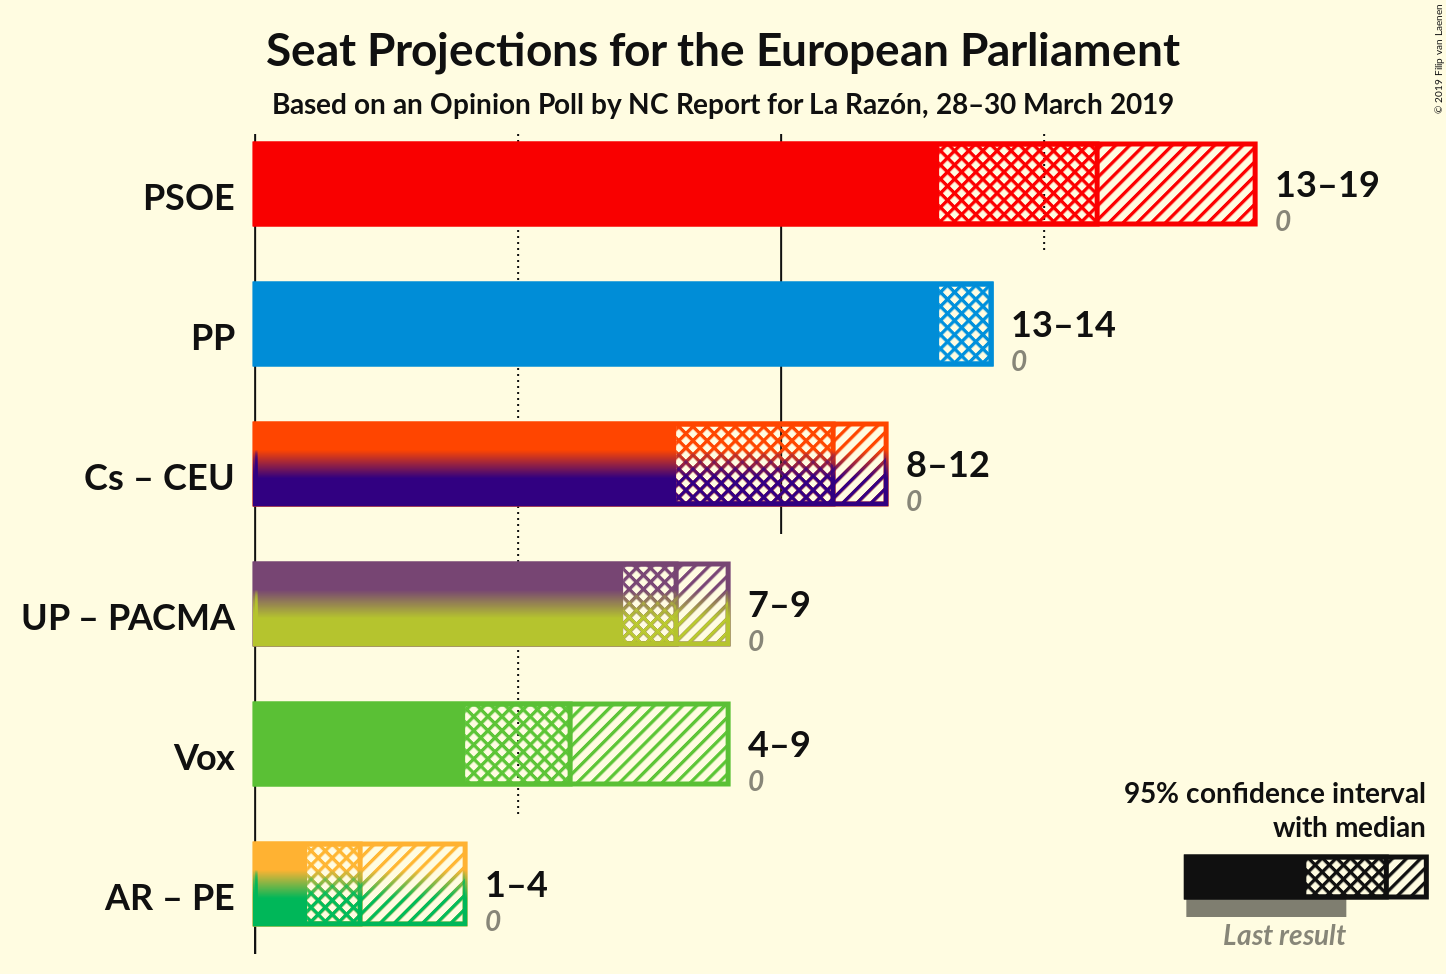 Seat Projections for the European Parliament
Based on an Opinion Poll by NC Report for La Razón, 28–30 March 2019
© 2019 Filip van Laenen
PSOE
13–19
0
PP
13–14
0
Cs – CEU
8–12
0
UP – PACMA
7–9
0
Vox
4–9
0
AR – PE
1–4
0
95% confidence interval
with median
Last result